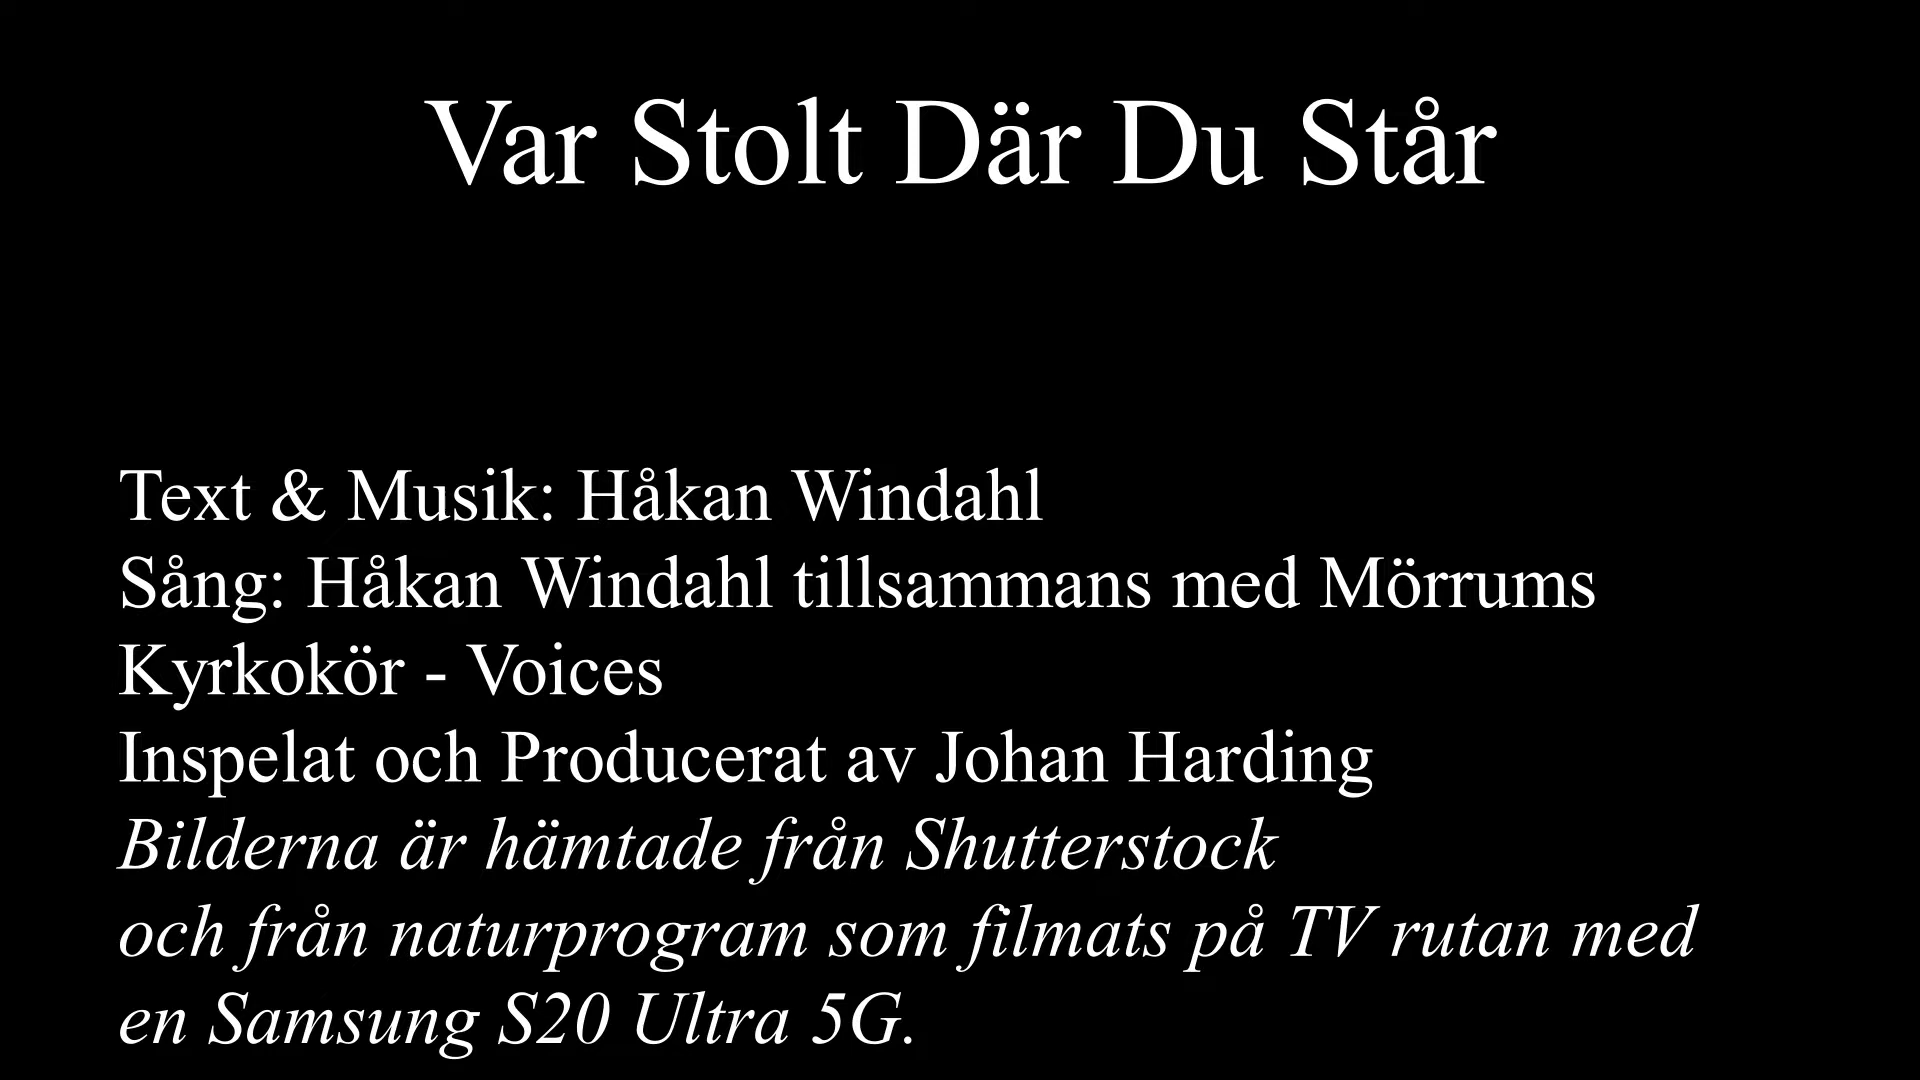 Var Stolt Där Du Står
Text & Musik: Håkan Windahl
Sång: Håkan Windahl tillsammans med Mörrums
Kyrkokör - Voices
Inspelat och Producerat av Johan Harding
Bilderna är hämtade från Shutterstock
och från naturprogram som filmats på TV rutan med
en Samsung S20 Ultra 5G.